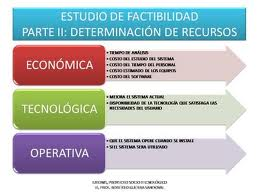 ESTUDIO DE FACTIBILIDAD
PARTE II: DETERMINACIÓN DE RECURSOS
ECONÓMICA
• TIEMPO DE ANÁLISIS
• COSTO DEL ESTUDIO DEL SISTEMA
• COSTO DEL TIEMPO DEL PERSONAL
• COSTO ESTIMADO DE LOS EQUIPOS
• COSTO DEL SOFTWARE
TECNOLÓGICA
• MEJORA EL SISTEMA ACTUAL
• DISPONIBILIDAD DE LA TECNOLOGÍA QUE SATISFAGA LAS
NECESIDADES DEL USUARIO
OPERATIVA
• QUE EL SISTEMA OPERE CUANDO SE INSTALE
• SI EL SISTEMA SERA UTILIZADO